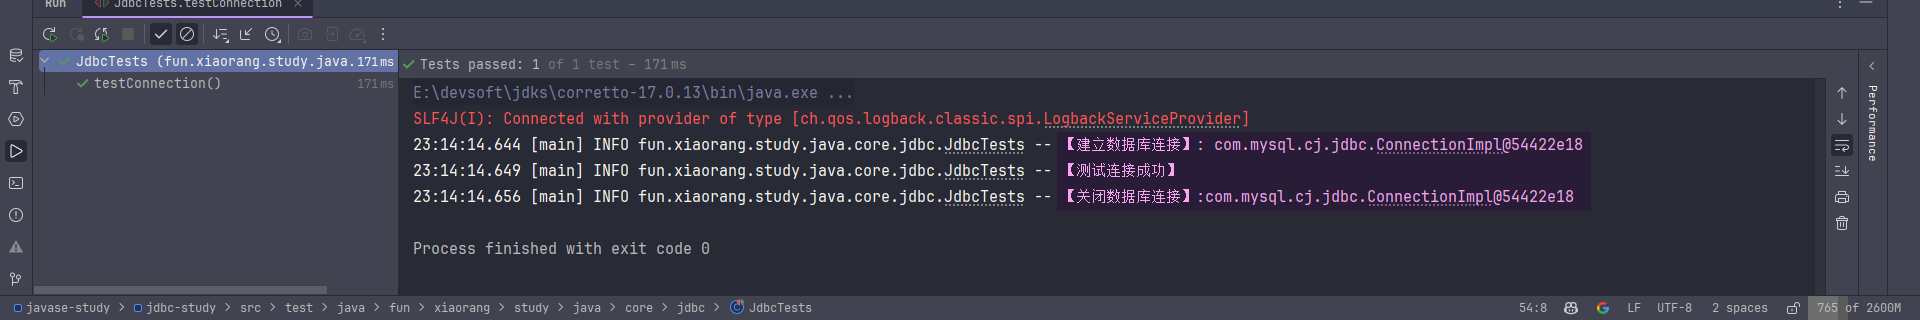 Run JdbcTests.testConnection ×
JdbcTests (fun.xiaorang.study.java. 171 ms
testConnection() 171 ms
Tests passed: 1 of 1 test – 171 ms
E:\devsoft\jdks\corretto-17.0.13\bin\java.exe ...
SLF4J(I): Connected with provider of type [ch.qos.logback.classic.spi.LogbackServiceProvider]
23:14:14.644 [main] INFO fun.xiaorang.study.java.core.jdbc.JdbcTests -- 【建立数据库连接】: com.mysql.cj.jdbc.ConnectionImpl@54422e18
23:14:14.649 [main] INFO fun.xiaorang.study.java.core.jdbc.JdbcTests -- 【测试连接成功】
23:14:14.656 [main] INFO fun.xiaorang.study.java.core.jdbc.JdbcTests -- 【关闭数据库连接】:com.mysql.cj.jdbc.ConnectionImpl@54422e18
Process finished with exit code 0
Performance
javase-study > jdbc-study > src > test > java > fun > xiaorang > study > java > core > jdbc > JdbcTests
54:8 LF UTF-8 2 spaces 765 of 2600M